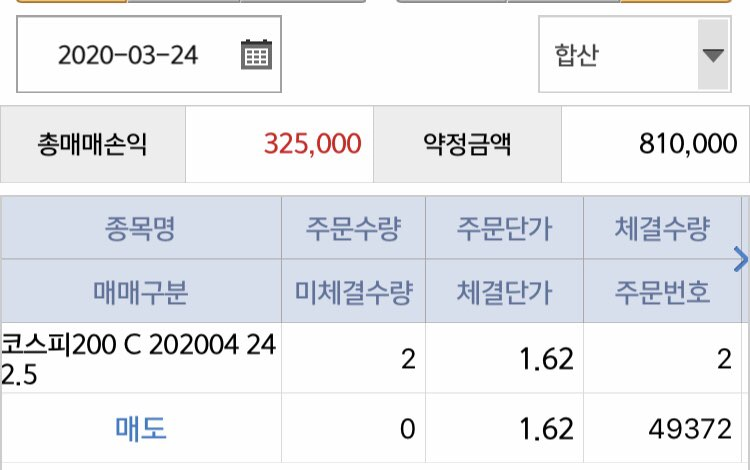 2020-03-24
합산
총매매손익 325,000 약정금액 810,000
종목명 주문수량 주문단가 체결수량
매매구분 미체결수량 체결단가 주문번호
코스피200 C 202004 24
2.5 2 1.62 2
매도 0 1.62 49372